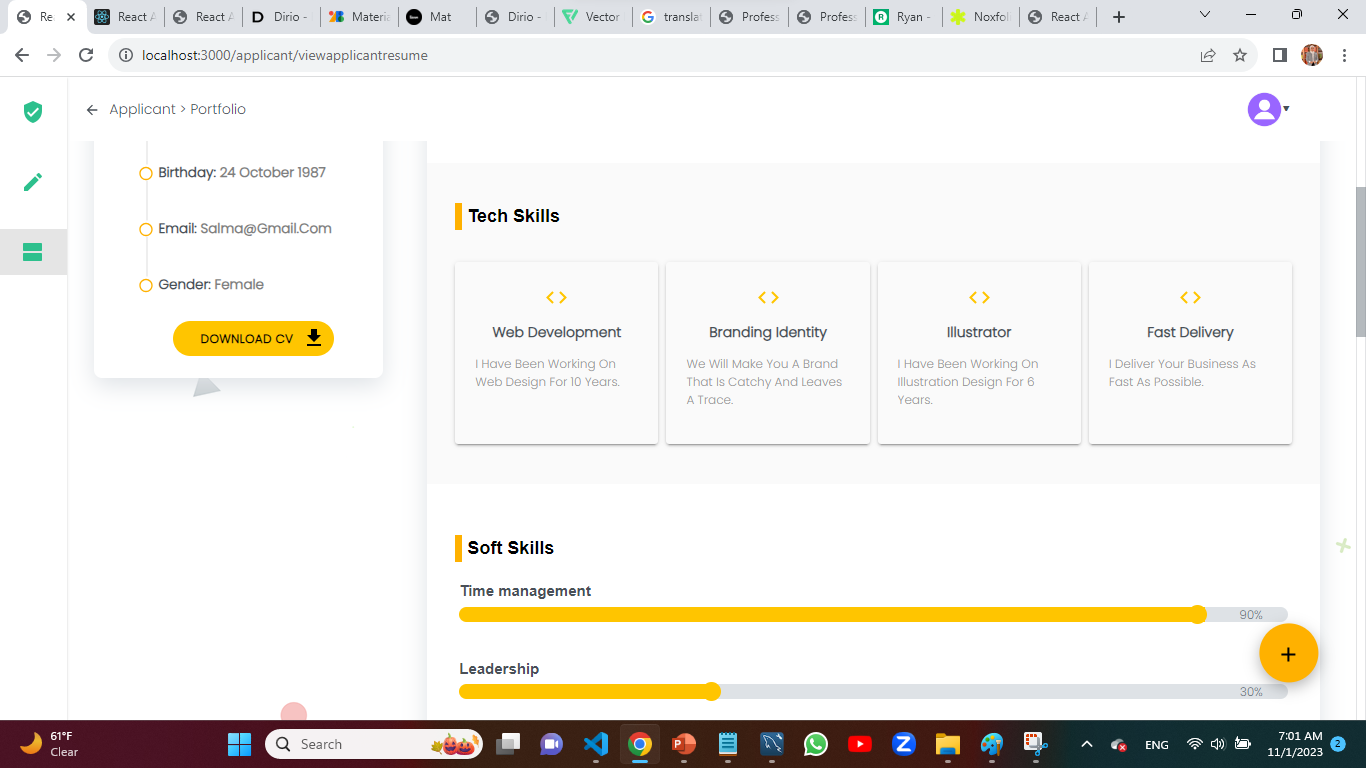 Re
React A
React A
Dirio -
Materia
Mat
Dirio -
Vector
translat
Profess
Profess
Ryan -
Noxfoli
React A
localhost:3000/applicant/viewapplicantresume
Applicant > Portfolio
Birthday: 24 October 1987
Email: Salma@Gmail.Com
Gender: Female
DOWNLOAD CV
Tech Skills
Web Development
I Have Been Working On
Web Design For 10 Years.
Branding Identity
We Will Make You A Brand
That Is Catchy And Leaves
A Trace.
Illustrator
I Have Been Working On
Illustration Design For 6
Years.
Fast Delivery
I Deliver Your Business As
Fast As Possible.
Soft Skills
Time management
90%
Leadership
30%
61°F
Clear
Search
ENG
7:01 AM
11/1/2023
2